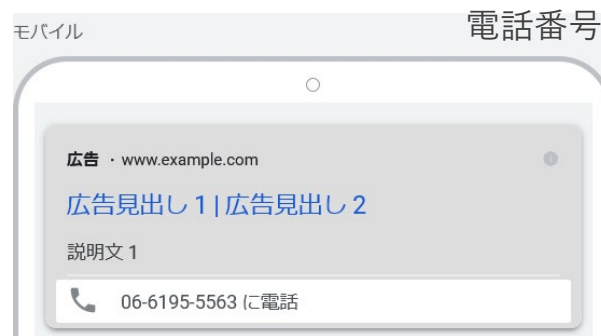 モバイル
電話番号
広告 · www.example.com
広告見出し 1 | 広告見出し 2
説明文 1
06-6195-5563 に電話